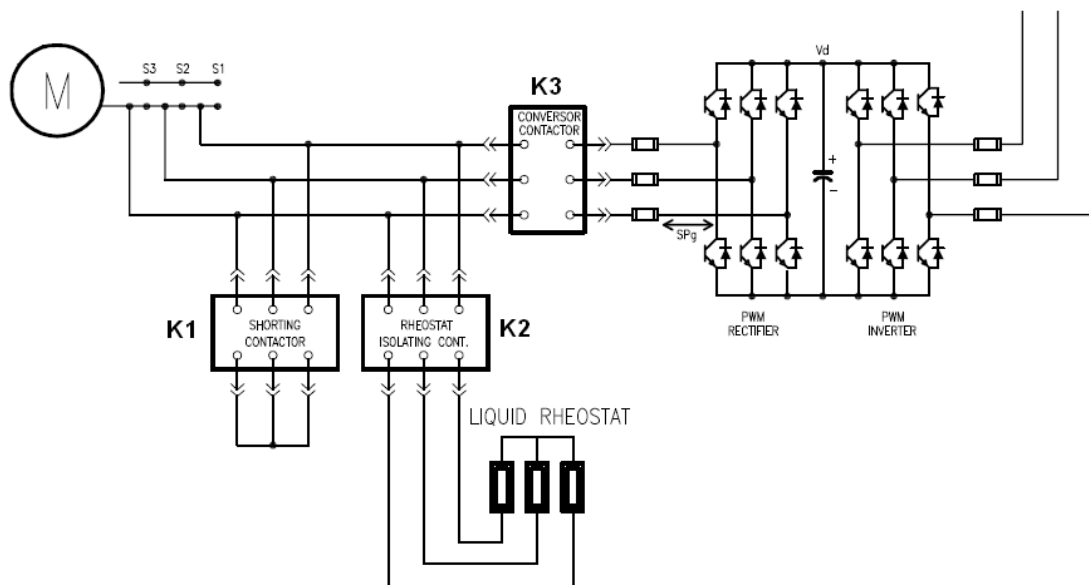 M
S3 S2 S1
K3
CONVERSOR
CONTACTOR
Vd
+
−
SPg
PWM
RECTIFIER
PWM
INVERTER
K1
SHORTING
CONTACTOR
RHEOSTAT
ISOLATING CONT.
K2
LIQUID RHEOSTAT